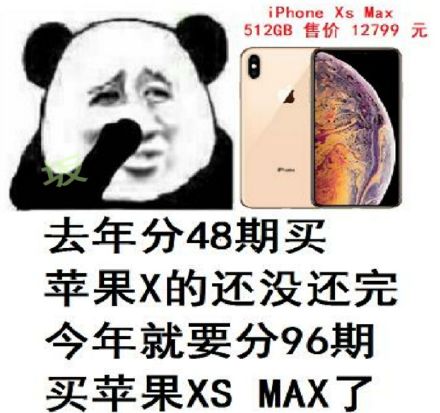 iPhone Xs Max
512GB 售价 12799 元
iPhone
去年分48期买
苹果X的还没还完
今年就要分96期
买苹果XS MAX了